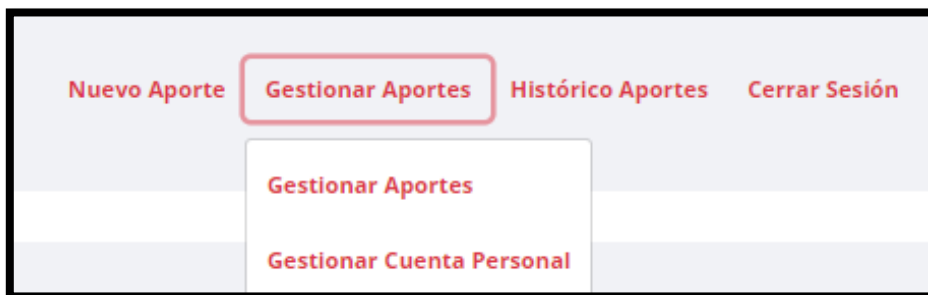 Nuevo Aporte Gestionar Aportes Histórico Aportes Cerrar Sesión
Gestionar Aportes
Gestionar Cuenta Personal